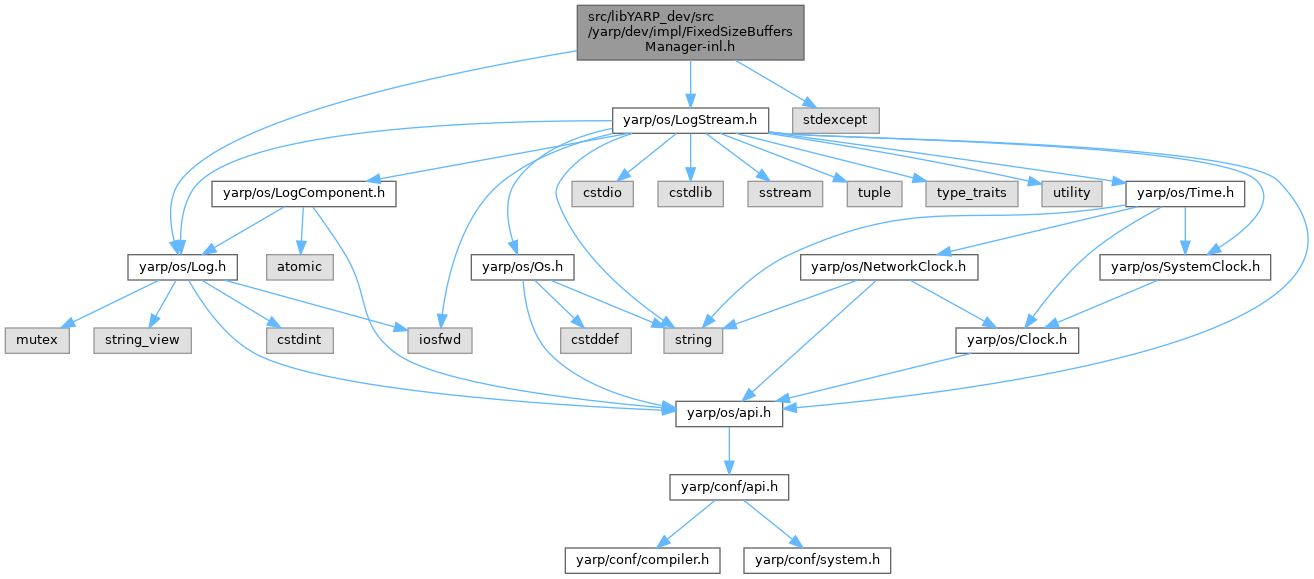 src/libYARP_dev/src
/yarp/dev/impl/FixedSizeBuffers
Manager-inl.h
yarp/os/LogStream.h
stdexcept
yarp/os/LogComponent.h
cstdio
cstdlib
sstream
tuple
type_traits
utility
yarp/os/Time.h
yarp/os/Log.h
atomic
yarp/os/Os.h
yarp/os/NetworkClock.h
yarp/os/SystemClock.h
mutex
string_view
cstdint
iosfwd
cstddef
string
yarp/os/Clock.h
yarp/os/api.h
yarp/conf/api.h
yarp/conf/compiler.h
yarp/conf/system.h